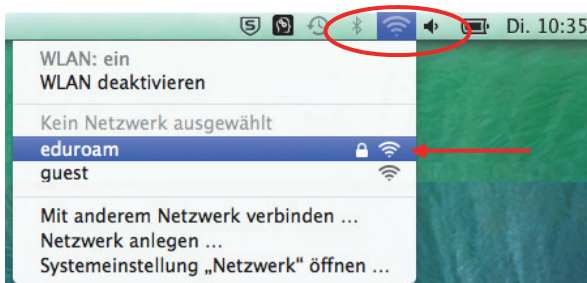 Di. 10:35
WLAN: ein
WLAN deaktivieren
Kein Netzwerk ausgewählt
eduroam
guest
Mit anderem Netzwerk verbinden ...
Netzwerk anlegen ...
Systemeinstellung „Netzwerk“ öffnen ...